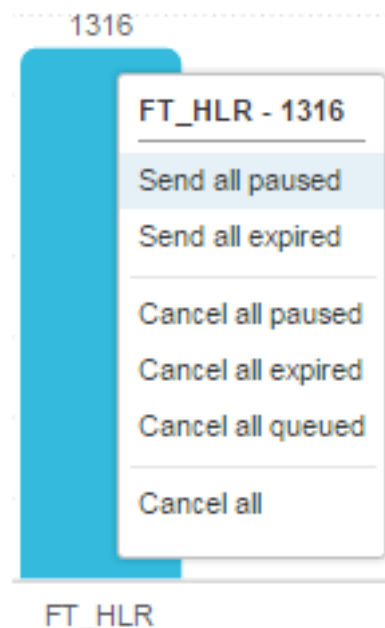 1316
FT_HLR - 1316
Send all paused
Send all expired
Cancel all paused
Cancel all expired
Cancel all queued
Cancel all
FT_HLR